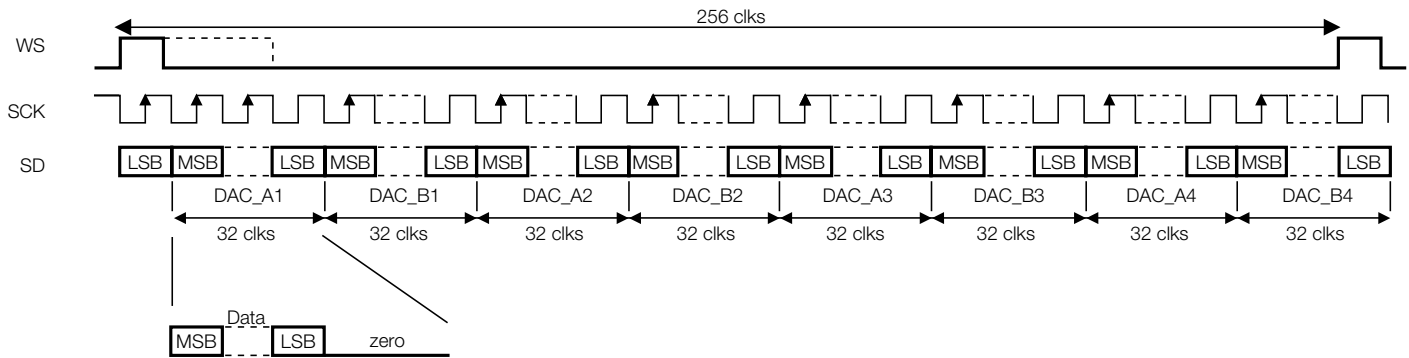 256 clks
WS
SCK
SD
LSB MSB LSB MSB LSB MSB LSB MSB LSB MSB LSB MSB LSB MSB LSB MSB LSB
DAC_A1 DAC_B1 DAC_A2 DAC_B2 DAC_A3 DAC_B3 DAC_A4 DAC_B4
32 clks 32 clks 32 clks 32 clks 32 clks 32 clks 32 clks 32 clks
Data
MSB LSB zero